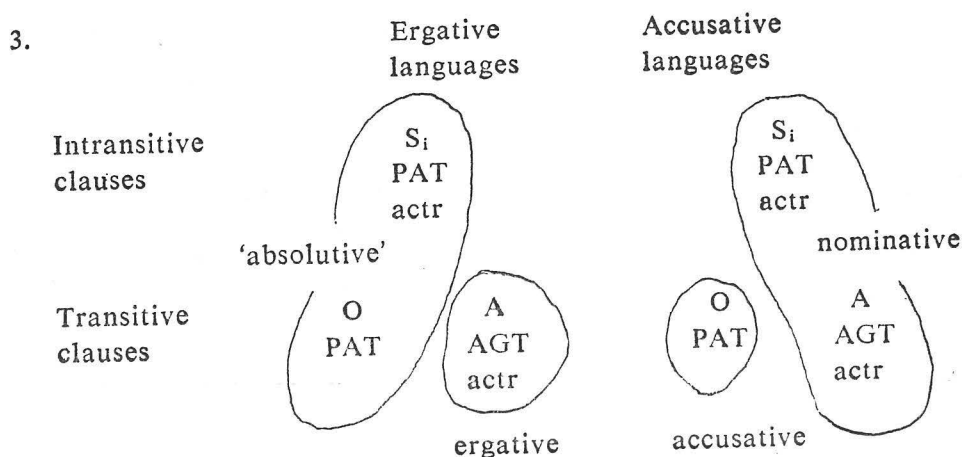 3.
Ergative
languages
Accusative
languages
Intransitive
clauses
Sᵢ
PAT
actr
Sᵢ
PAT
actr
'absolutive'
nominative
Transitive
clauses
O
PAT
A
AGT
actr
O
PAT
A
AGT
actr
ergative
accusative